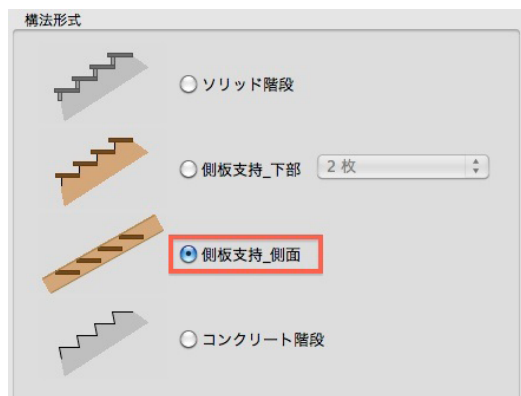 構法形式
ソリッド階段
側板支持_下部 2 枚
側板支持_側面
コンクリート階段